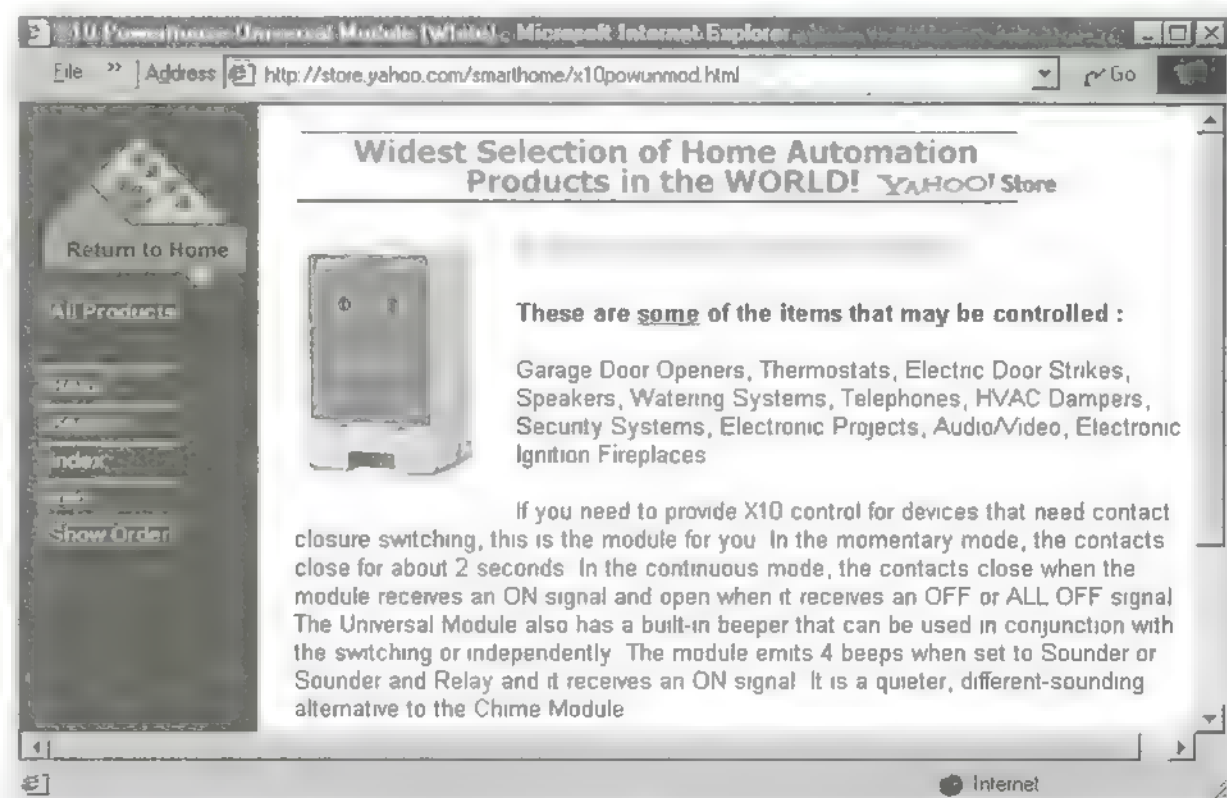 X10 Powerhouse Universal Module (White) - Microsoft Internet Explorer
File » Address http://store.yahoo.com/smarthome/x10powunmod.html Go
Widest Selection of Home Automation
Products in the WORLD! YAHOO! Store
Return to Home
All Products
Index
Show Order
These are some of the items that may be controlled :
Garage Door Openers, Thermostats, Electric Door Strikes,
Speakers, Watering Systems, Telephones, HVAC Dampers,
Security Systems, Electronic Projects, Audio/Video, Electronic
Ignition Fireplaces
If you need to provide X10 control for devices that need contact
closure switching, this is the module for you. In the momentary mode, the contacts
close for about 2 seconds. In the continuous mode, the contacts close when the
module receives an ON signal and open when it receives an OFF or ALL OFF signal.
The Universal Module also has a built-in beeper that can be used in conjunction with
the switching or independently. The module emits 4 beeps when set to Sounder or
Sounder and Relay and it receives an ON signal. It is a quieter, different-sounding
alternative to the Chime Module
Internet